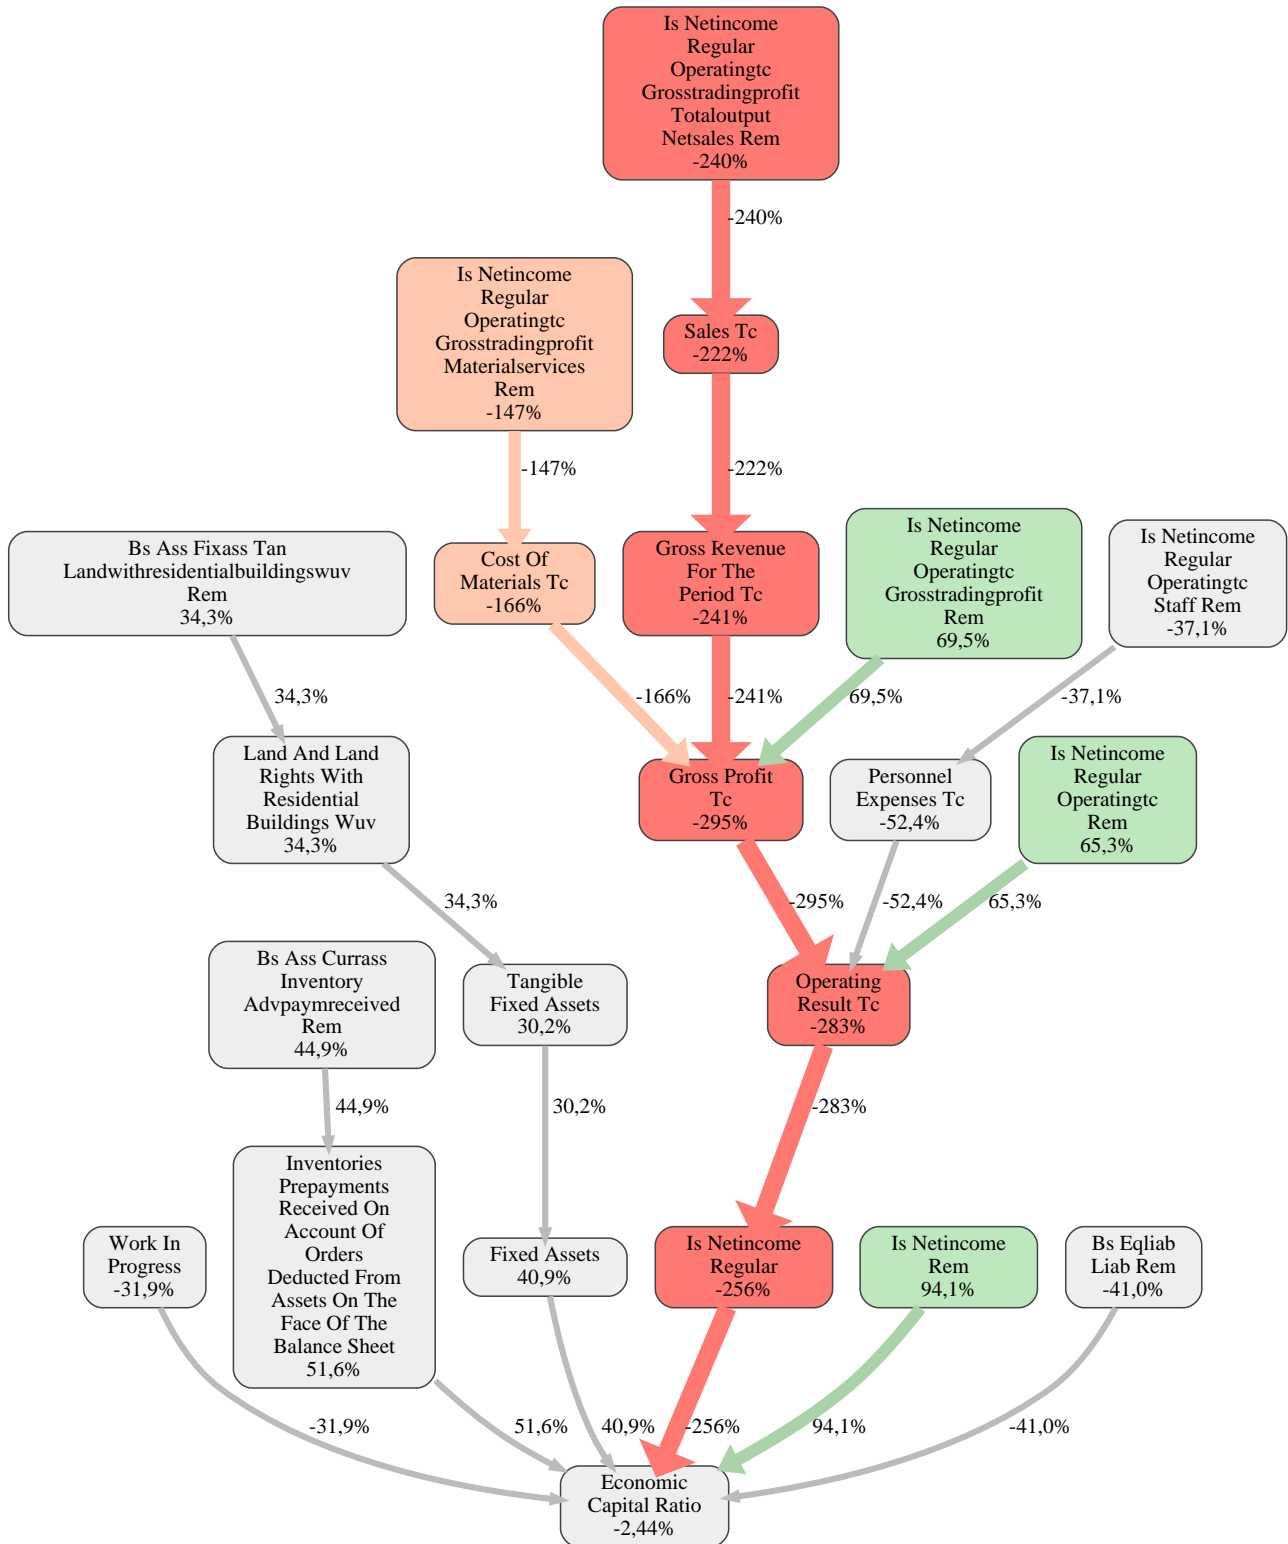 Is Netincome
Regular
Operatingtc
Grosstradingprofit
Totaloutput
Netsales Rem
-240%
-240%
Is Netincome
Regular
Operatingtc
Grosstradingprofit
Materialservices
Rem
-147%
Sales Tc
-222%
-147%
-222%
Bs Ass Fixass Tan
Landwithresidentialbuildingswuv
Rem
34,3%
Cost Of
Materials Tc
-166%
Gross Revenue
For The
Period Tc
-241%
Is Netincome
Regular
Operatingtc
Grosstradingprofit
Rem
69,5%
Is Netincome
Regular
Operatingtc
Staff Rem
-37,1%
34,3%
-166%
-241%
69,5%
-37,1%
Land And Land
Rights With
Residential
Buildings Wuv
34,3%
Gross Profit
Tc
-295%
Personnel
Expenses Tc
-52,4%
Is Netincome
Regular
Operatingtc
Rem
65,3%
34,3%
-295%
-52,4%
65,3%
Bs Ass Currass
Inventory
Advpaymreceived
Rem
44,9%
Tangible
Fixed Assets
30,2%
Operating
Result Tc
-283%
44,9%
30,2%
-283%
Work In
Progress
-31,9%
Inventories
Prepayments
Received On
Account Of
Orders
Deducted From
Assets On The
Face Of The
Balance Sheet
51,6%
Fixed Assets
40,9%
Is Netincome
Regular
-256%
Is Netincome
Rem
94,1%
Bs Eqliab
Liab Rem
-41,0%
-31,9%
51,6%
40,9%
-256%
94,1%
-41,0%
Economic
Capital Ratio
-2,44%